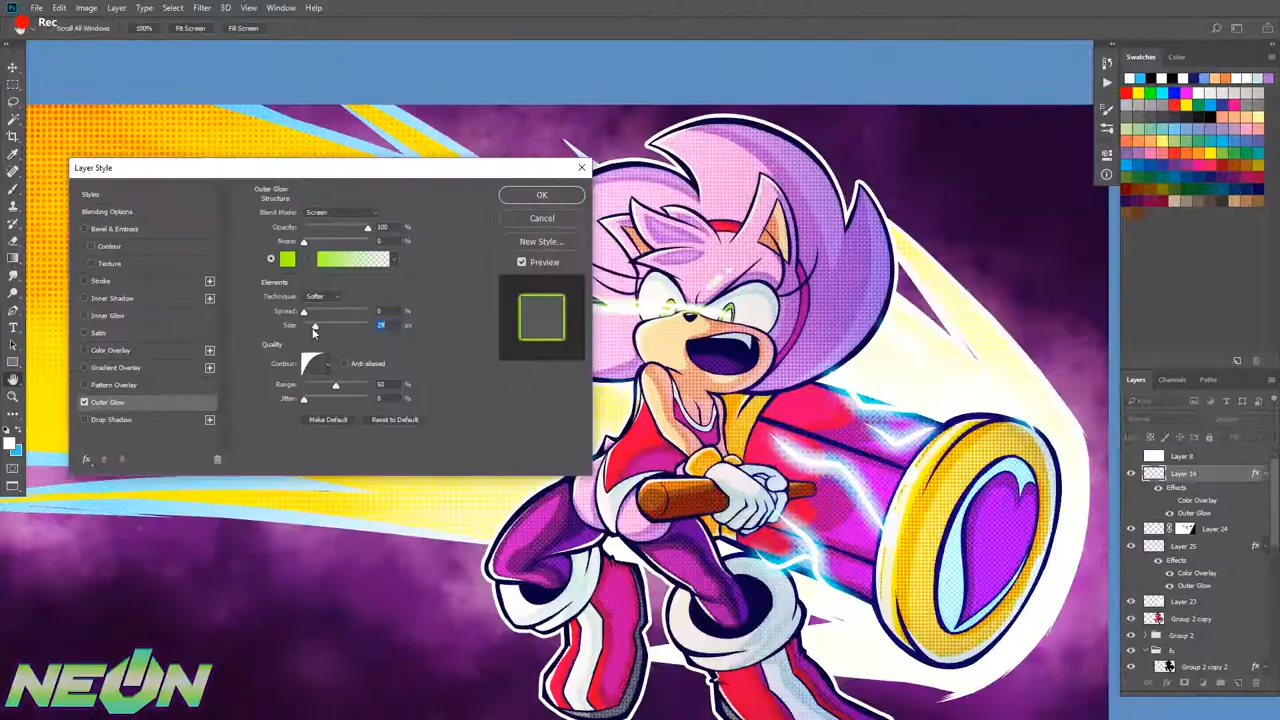 File Edit Image Layer Type Select Filter 3D View Window Help
Rec
Scroll All Windows 100% Fit Screen Fill Screen
Swatches Color
Layer Style
Styles
Blending Options
Bevel & Emboss
Contour
Texture
Stroke
Inner Shadow
Inner Glow
Satin
Color Overlay
Gradient Overlay
Pattern Overlay
Outer Glow
Drop Shadow
fx
Outer Glow
Structure
Blend Mode: Screen
Opacity: 100 %
Noise: 0 %
Elements
Technique: Softer
Spread: 0 %
Size: 29 px
Quality
Contour: Anti-aliased
Range: 50 %
Jitter: 0 %
Make Default Reset to Default
OK
Cancel
New Style...
Preview
Layers Channels Paths
Layer 8
Layer 14 fx
Effects
Color Overlay
Outer Glow
Layer 24
Layer 25 fx
Effects
Color Overlay
Outer Glow
Layer 23
Group 2 copy
Group 2
Group 2 copy 2 fx
NEON